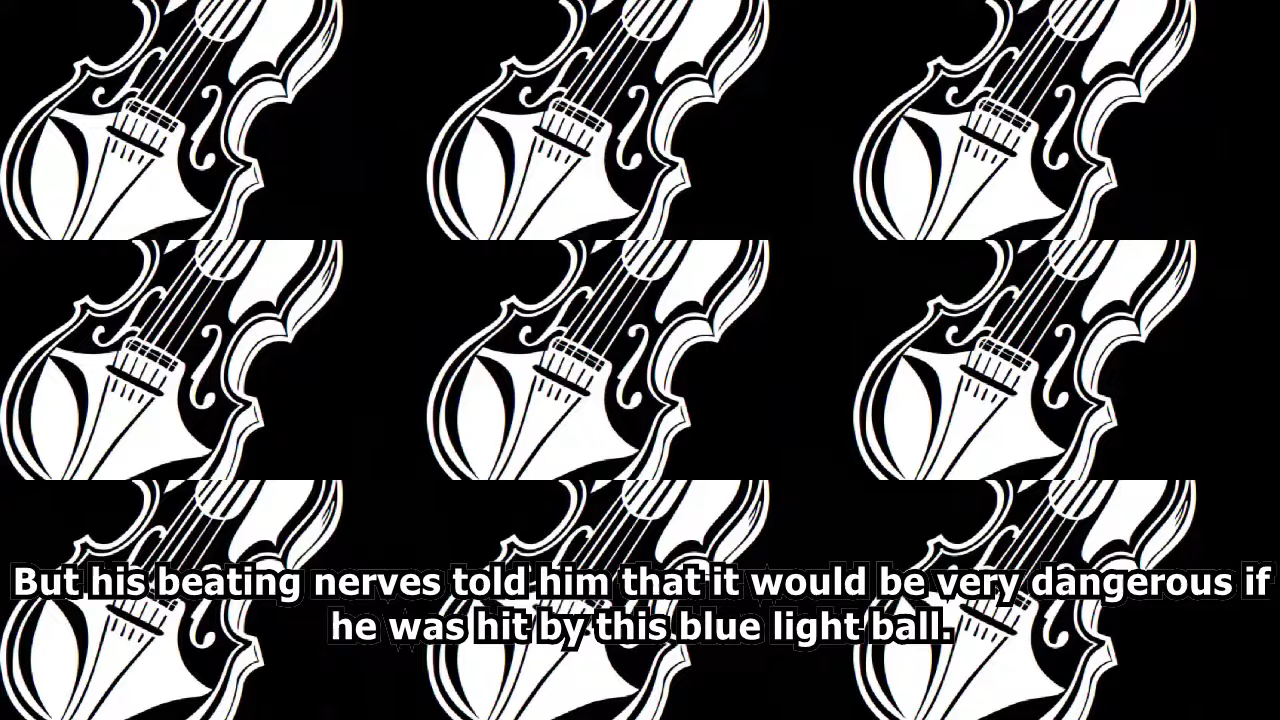 But his beating nerves told him that it would be very dangerous if
he was hit by this blue light ball.